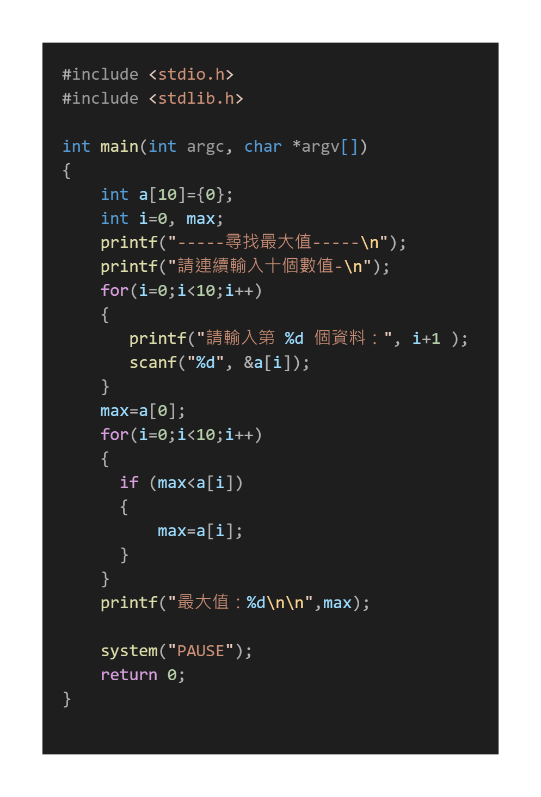 #include <stdio.h>
#include <stdlib.h>
int main(int argc, char *argv[])
{
int a[10]={0};
int i=0, max;
printf("-----尋找最大值-----\n");
printf("請連續輸入十個數值-\n");
for(i=0;i<10;i++)
{
printf("請輸入第 %d 個資料：", i+1 );
scanf("%d", &a[i]);
}
max=a[0];
for(i=0;i<10;i++)
{
if (max<a[i])
{
max=a[i];
}
}
printf("最大值：%d\n\n",max);
system("PAUSE");
return 0;
}